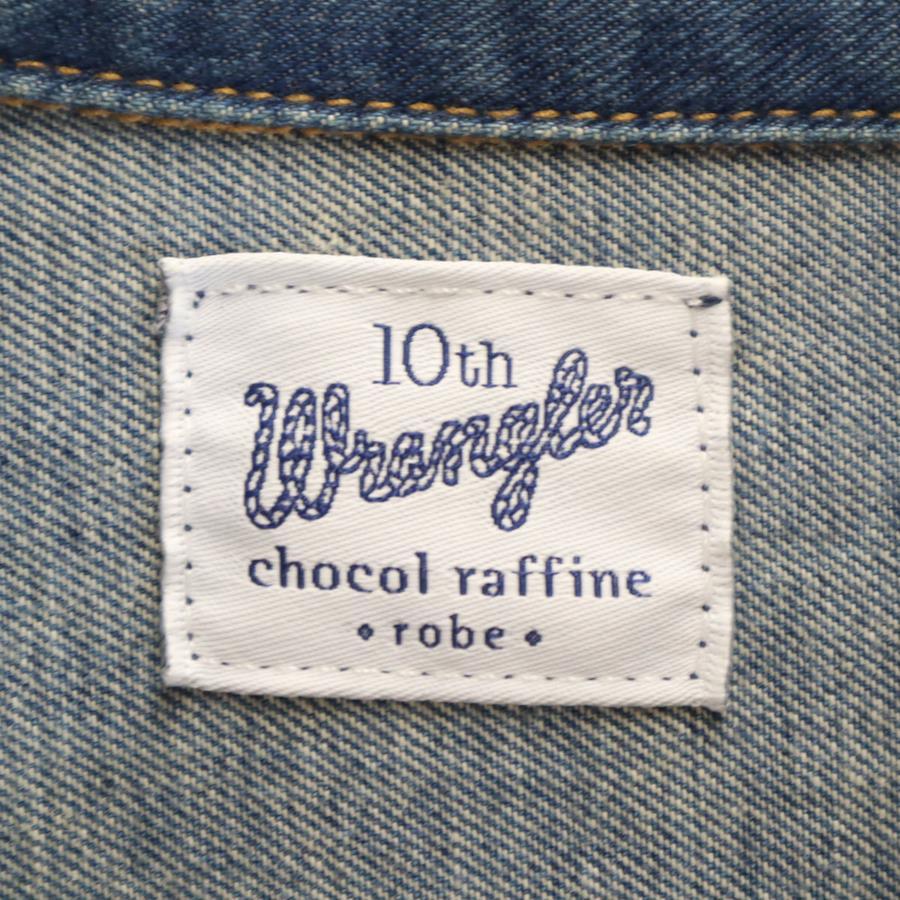 10th
Wrangler
chocol raffine
• robe •